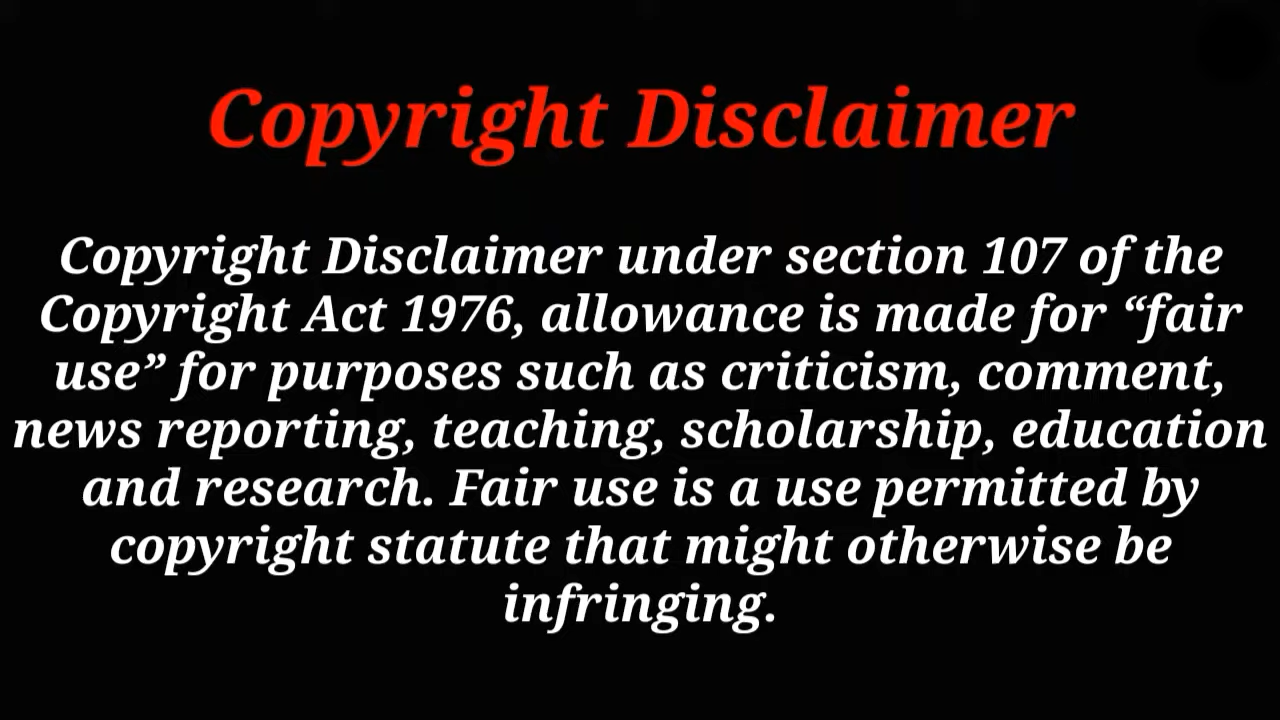 Copyright Disclaimer
Copyright Disclaimer under section 107 of the
Copyright Act 1976, allowance is made for “fair
use” for purposes such as criticism, comment,
news reporting, teaching, scholarship, education
and research. Fair use is a use permitted by
copyright statute that might otherwise be
infringing.